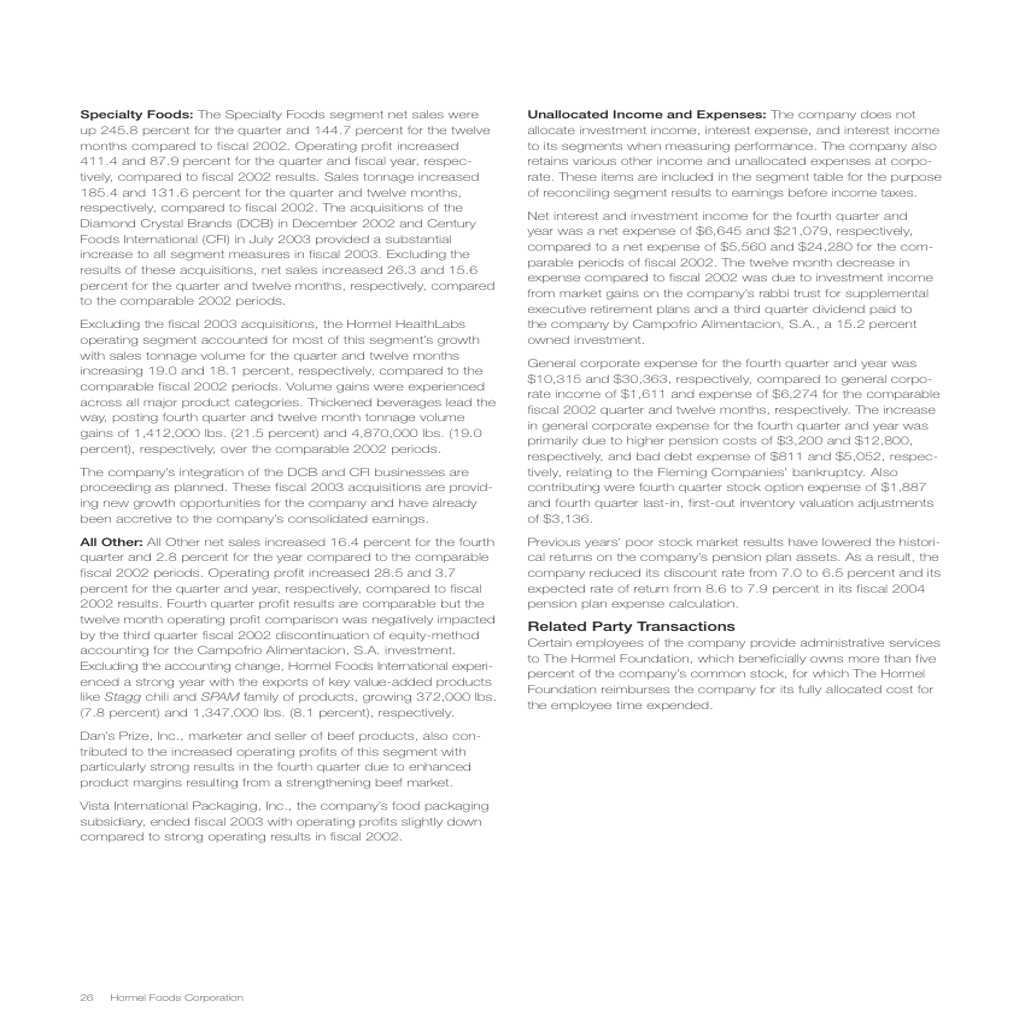 Specialty Foods: The Specialty Foods segment net sales were
up 245.8 percent for the quarter and 144.7 percent for the twelve
months compared to fiscal 2002. Operating profit increased
411.4 and 87.9 percent for the quarter and fiscal year, respec-
tively, compared to fiscal 2002 results. Sales tonnage increased
185.4 and 131.6 percent for the quarter and twelve months,
respectively, compared to fiscal 2002. The acquisitions of the
Diamond Crystal Brands (DCB) in December 2002 and Century
Foods International (CFI) in July 2003 provided a substantial
increase to all segment measures in fiscal 2003. Excluding the
results of these acquisitions, net sales increased 26.3 and 15.6
percent for the quarter and twelve months, respectively, compared
to the comparable 2002 periods.
Excluding the fiscal 2003 acquisitions, the Hormel HealthLabs
operating segment accounted for most of this segment's growth
with sales tonnage volume for the quarter and twelve months
increasing 19.0 and 18.1 percent, respectively, compared to the
comparable fiscal 2002 periods. Volume gains were experienced
across all major product categories. Thickened beverages lead the
way, posting fourth quarter and twelve month tonnage volume
gains of 1,412,000 lbs. (21.5 percent) and 4,870,000 lbs. (19.0
percent), respectively, over the comparable 2002 periods.
The company's integration of the DCB and CFI businesses are
proceeding as planned. These fiscal 2003 acquisitions are provid-
ing new growth opportunities for the company and have already
been accretive to the company's consolidated earnings.
All Other: All Other net sales increased 16.4 percent for the fourth
quarter and 2.8 percent for the year compared to the comparable
fiscal 2002 periods. Operating profit increased 28.5 and 3.7
percent for the quarter and year, respectively, compared to fiscal
2002 results. Fourth quarter profit results are comparable but the
twelve month operating profit comparison was negatively impacted
by the third quarter fiscal 2002 discontinuation of equity-method
accounting for the Campofrio Alimentacion, S.A. investment.
Excluding the accounting change, Hormel Foods International experi-
enced a strong year with the exports of key value-added products
like Stagg chili and SPAM family of products, growing 372,000 lbs.
(7.8 percent) and 1,347,000 lbs. (8.1 percent), respectively.
Dan's Prize, Inc., marketer and seller of beef products, also con-
tributed to the increased operating profits of this segment with
particularly strong results in the fourth quarter due to enhanced
product margins resulting from a strengthening beef market.
Vista International Packaging, Inc., the company's food packaging
subsidiary, ended fiscal 2003 with operating profits slightly down
compared to strong operating results in fiscal 2002.
Unallocated Income and Expenses: The company does not
allocate investment income, interest expense, and interest income
to its segments when measuring performance. The company also
retains various other income and unallocated expenses at corpo-
rate. These items are included in the segment table for the purpose
of reconciling segment results to earnings before income taxes.
Net interest and investment income for the fourth quarter and
year was a net expense of $6,645 and $21,079, respectively,
compared to a net expense of $5,560 and $24,280 for the com-
parable periods of fiscal 2002. The twelve month decrease in
expense compared to fiscal 2002 was due to investment income
from market gains on the company's rabbi trust for supplemental
executive retirement plans and a third quarter dividend paid to
the company by Campofrio Alimentacion, S.A., a 15.2 percent
owned investment.
General corporate expense for the fourth quarter and year was
$10,315 and $30,363, respectively, compared to general corpo-
rate income of $1,611 and expense of $6,274 for the comparable
fiscal 2002 quarter and twelve months, respectively. The increase
in general corporate expense for the fourth quarter and year was
primarily due to higher pension costs of $3,200 and $12,800,
respectively, and bad debt expense of $811 and $5,052, respec-
tively, relating to the Fleming Companies' bankruptcy. Also
contributing were fourth quarter stock option expense of $1,887
and fourth quarter last-in, first-out inventory valuation adjustments
of $3,136.
Previous years' poor stock market results have lowered the histori-
cal returns on the company's pension plan assets. As a result, the
company reduced its discount rate from 7.0 to 6.5 percent and its
expected rate of return from 8.6 to 7.9 percent in its fiscal 2004
pension plan expense calculation.
Related Party Transactions
Certain employees of the company provide administrative services
to The Hormel Foundation, which beneficially owns more than five
percent of the company's common stock, for which The Hormel
Foundation reimburses the company for its fully allocated cost for
the employee time expended.
26 Hormel Foods Corporation